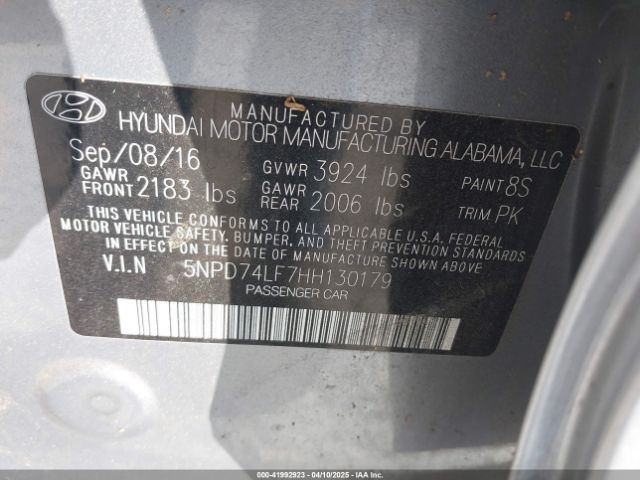 MANUFACTURED BY
HYUNDAI MOTOR MANUFACTURING ALABAMA, LLC
Sep/08/16 GVWR 3924 lbs PAINT 8S
GAWR FRONT 2183 lbs GAWR REAR 2006 lbs TRIM PK
THIS VEHICLE CONFORMS TO ALL APPLICABLE U.S.A. FEDERAL
MOTOR VEHICLE SAFETY, BUMPER, AND THEFT PREVENTION STANDARDS
IN EFFECT ON THE DATE OF MANUFACTURE SHOWN ABOVE.
V.I.N 5NPD74LF7HH130179
PASSENGER CAR
000-41992923 - 04/10/2025 - IAA Inc.